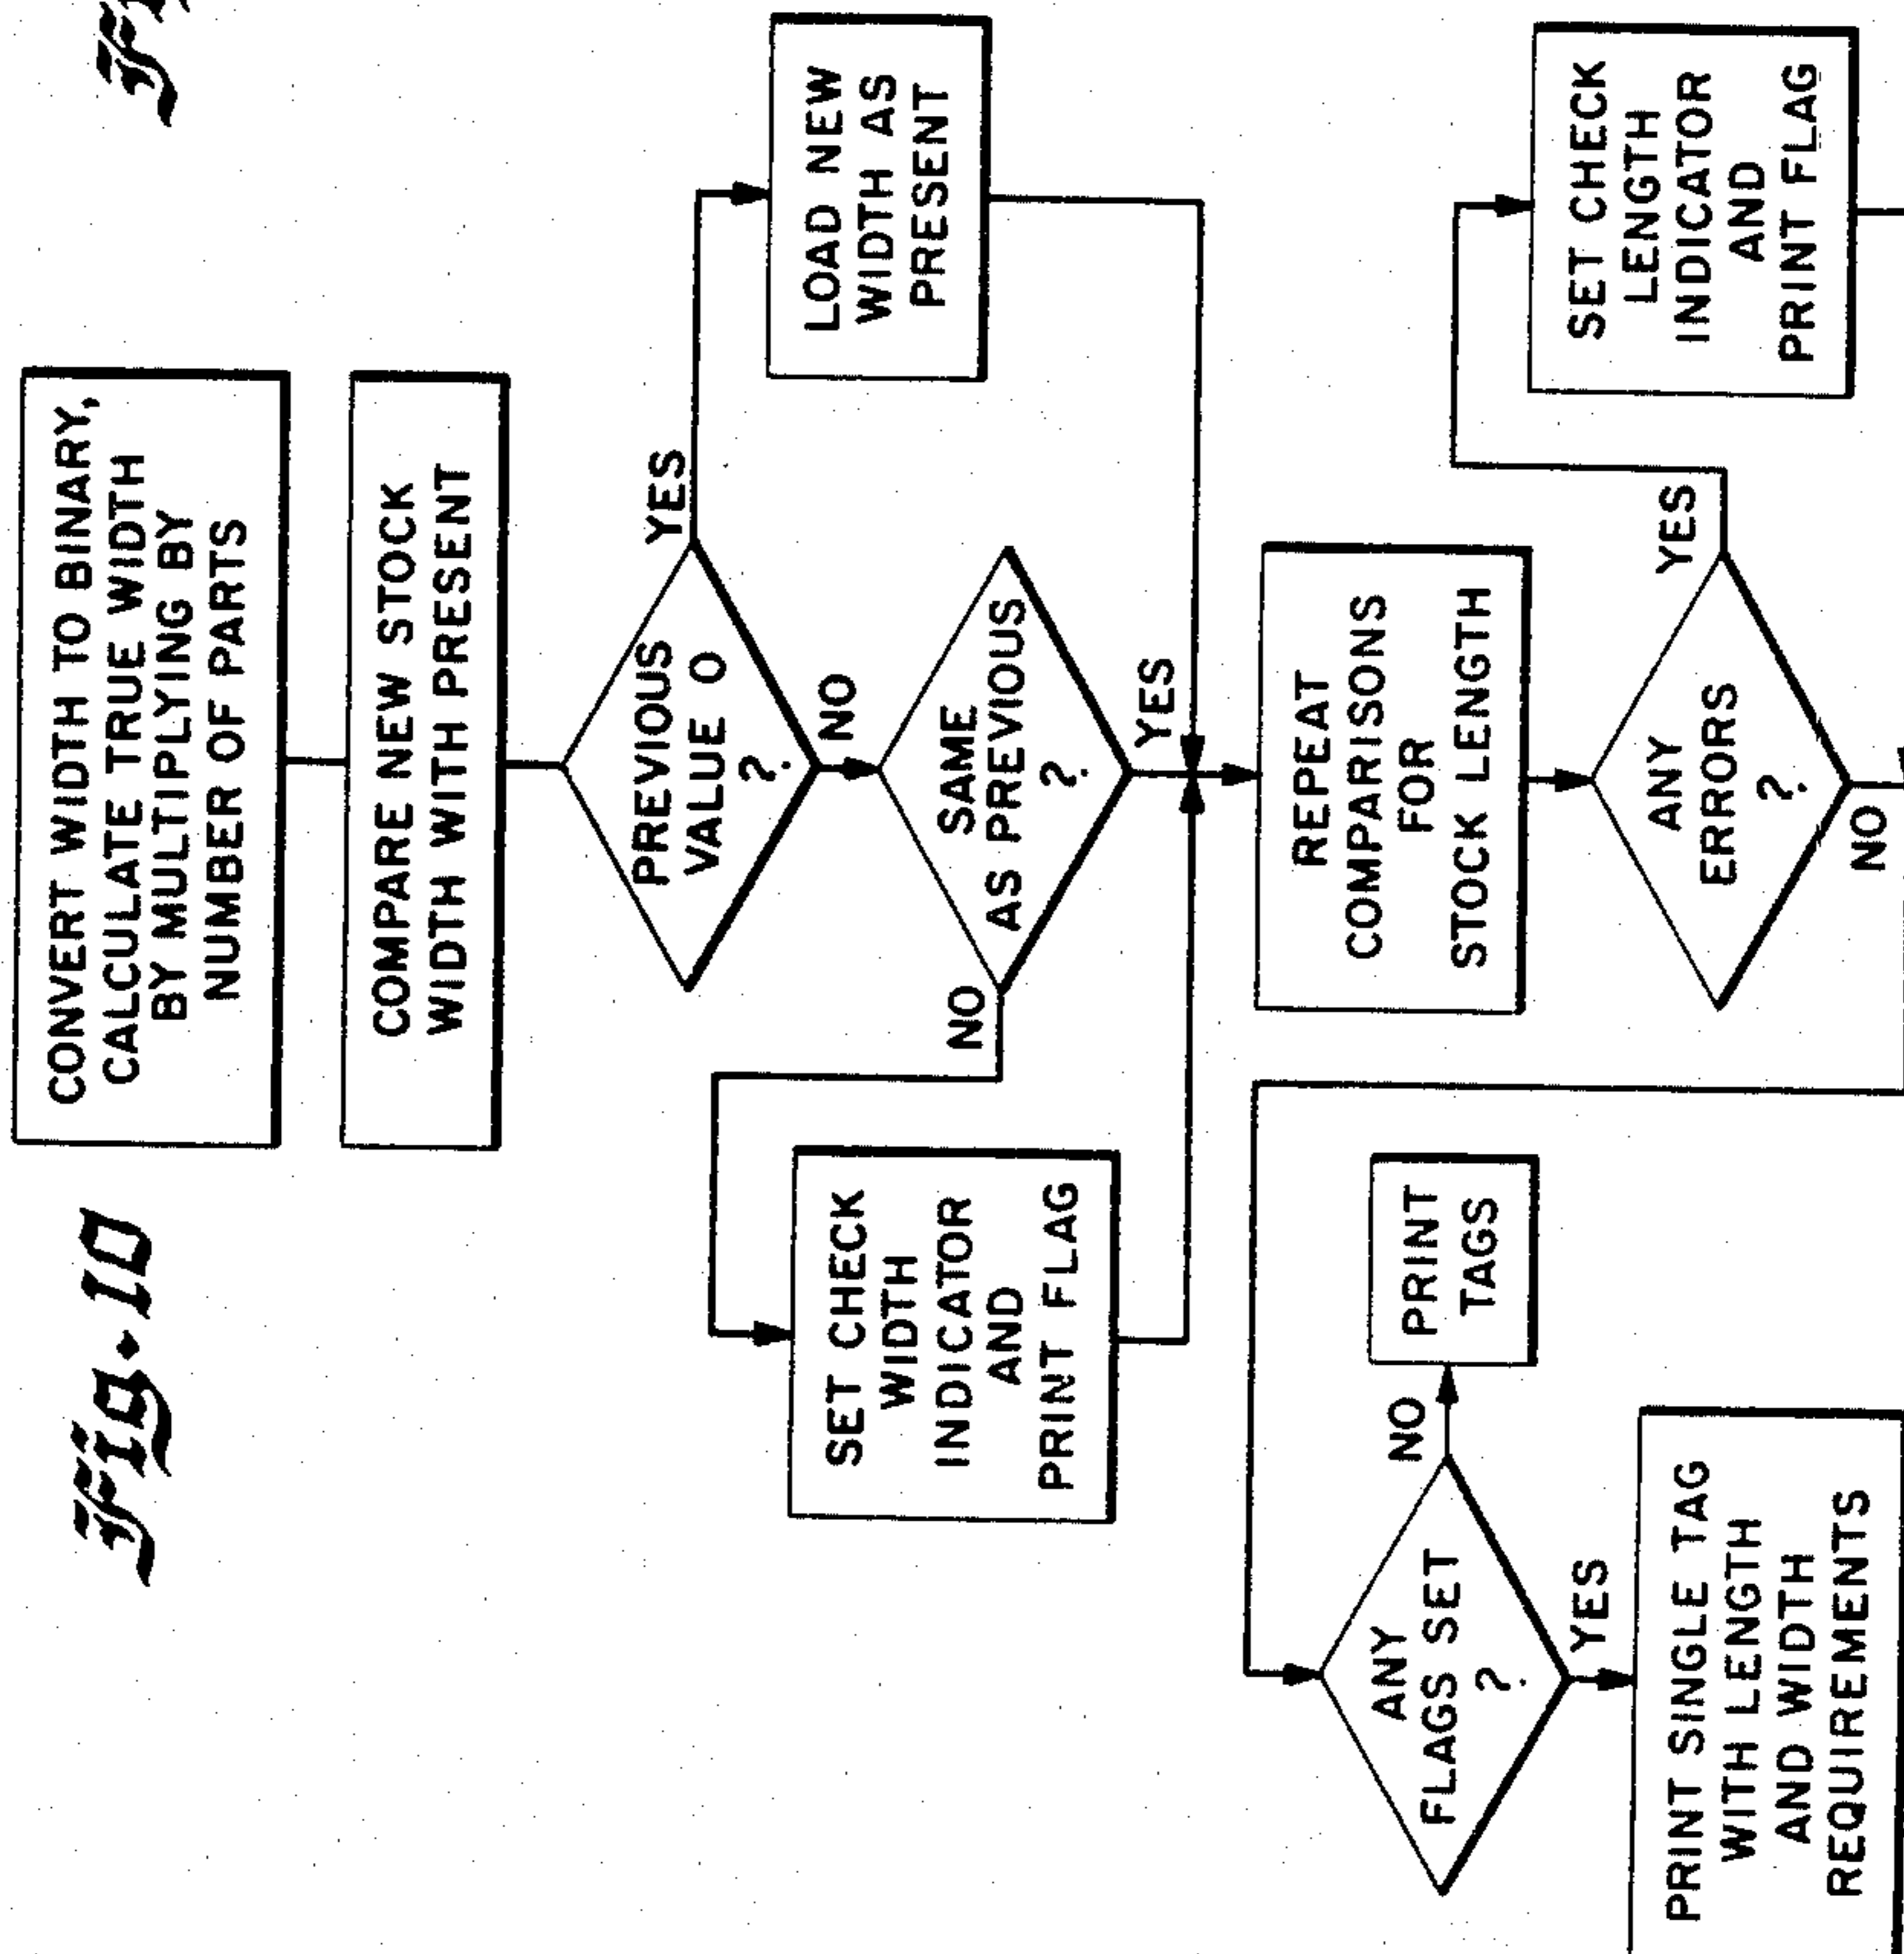 Fig. 10
CONVERT WIDTH TO BINARY,
CALCULATE TRUE WIDTH
BY MULTIPLYING BY
NUMBER OF PARTS
COMPARE NEW STOCK
WIDTH WITH PRESENT
PREVIOUS
VALUE O
?
YES
LOAD NEW
WIDTH AS
PRESENT
NO
SAME
AS PREVIOUS
?
NO
SET CHECK
WIDTH
INDICATOR
AND
PRINT FLAG
YES
REPEAT
COMPARISONS
FOR
STOCK LENGTH
ANY
ERRORS
?
YES
SET CHECK
LENGTH
INDICATOR
AND
PRINT FLAG
NO
ANY
FLAGS SET
?
NO
PRINT
TAGS
YES
PRINT SINGLE TAG
WITH LENGTH
AND WIDTH
REQUIREMENTS